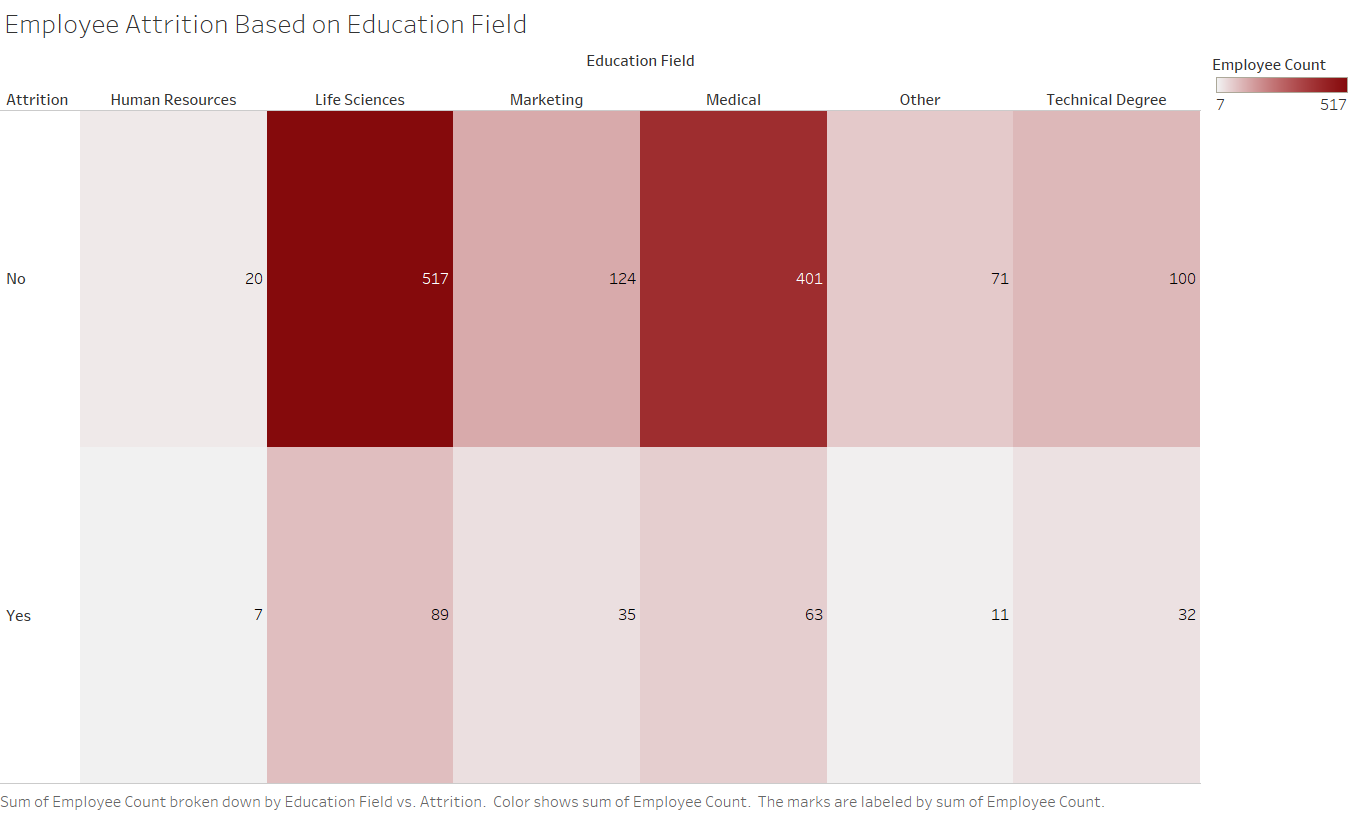 Employee Attrition Based on Education Field
Education Field
Employee Count
7 517
Attrition Human Resources Life Sciences Marketing Medical Other Technical Degree
No 20 517 124 401 71 100
Yes 7 89 35 63 11 32
Sum of Employee Count broken down by Education Field vs. Attrition.  Color shows sum of Employee Count.  The marks are labeled by sum of Employee Count.